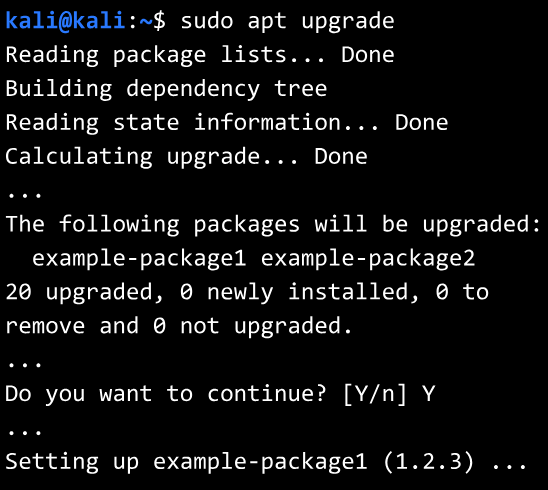 kali@kali:~$ sudo apt upgrade
Reading package lists... Done
Building dependency tree
Reading state information... Done
Calculating upgrade... Done
...
The following packages will be upgraded:
  example-package1 example-package2
20 upgraded, 0 newly installed, 0 to
remove and 0 not upgraded.
...
Do you want to continue? [Y/n] Y
...
Setting up example-package1 (1.2.3) ...